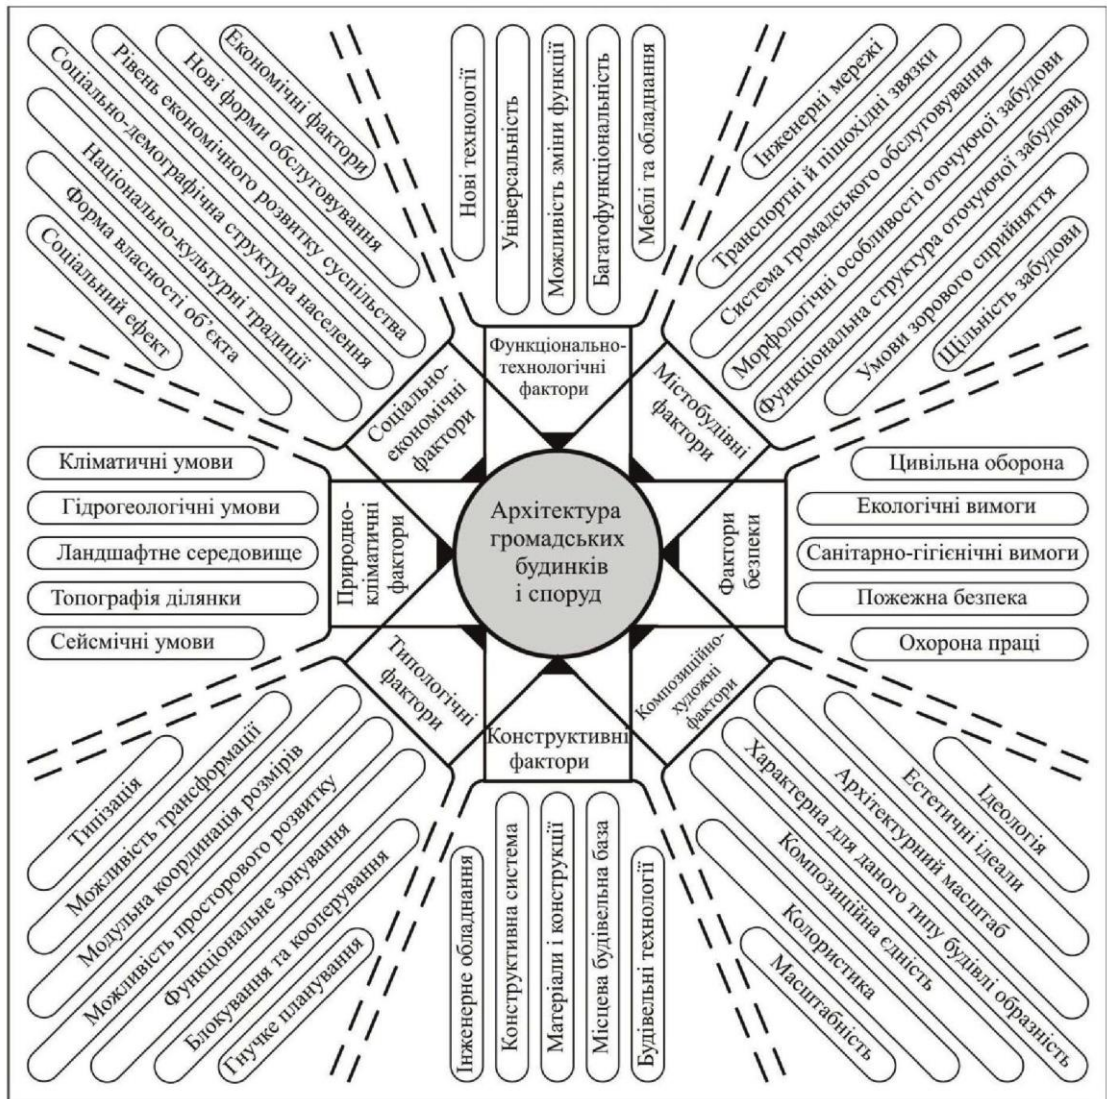 Економічні фактори
Нові форми обслуговування
Рівень економічного розвитку суспільства
Соціально-демографічна структура населення
Національно-культурні традиції
Форма власності об’єкта
Соціальний ефект
Нові технології
Універсальність
Можливість зміни функції
Багатофункціональність
Меблі та обладнання
Інженерні мережі
Транспортні й пішохідні звязки
Система громадського обслуговування
Морфологічні особливості оточуючої забудови
Функціональна структура оточуючої забудови
Умови зорового сприйняття
Щільність забудови
Соціально-
економічні
фактори
Функціонально-
технологічні
фактори
Містобудівні
фактори
Кліматичні умови
Гідрогеологічні умови
Ландшафтне середовище
Топографія ділянки
Сейсмічні умови
Природно-
кліматичні
фактори
Архітектура
громадських
будинків
і споруд
Фактори
безпеки
Цивільна оборона
Екологічні вимоги
Санітарно-гігієнічні вимоги
Пожежна безпека
Охорона праці
Типологічні
фактори
Конструктивні
фактори
Композиційно-
художні
фактори
Типізація
Можливість трансформації
Модульна координація розмірів
Можливість просторового розвитку
Функціональне зонування
Блокування та кооперування
Гнучке планування
Інженерне обладнання
Конструктивна система
Матеріали і конструкції
Місцева будівельна база
Будівельні технології
Ідеологія
Естетичні ідеали
Архітектурний масштаб
Характерна для даного типу будівлі образність
Композиційна єдність
Колористика
Масштабність